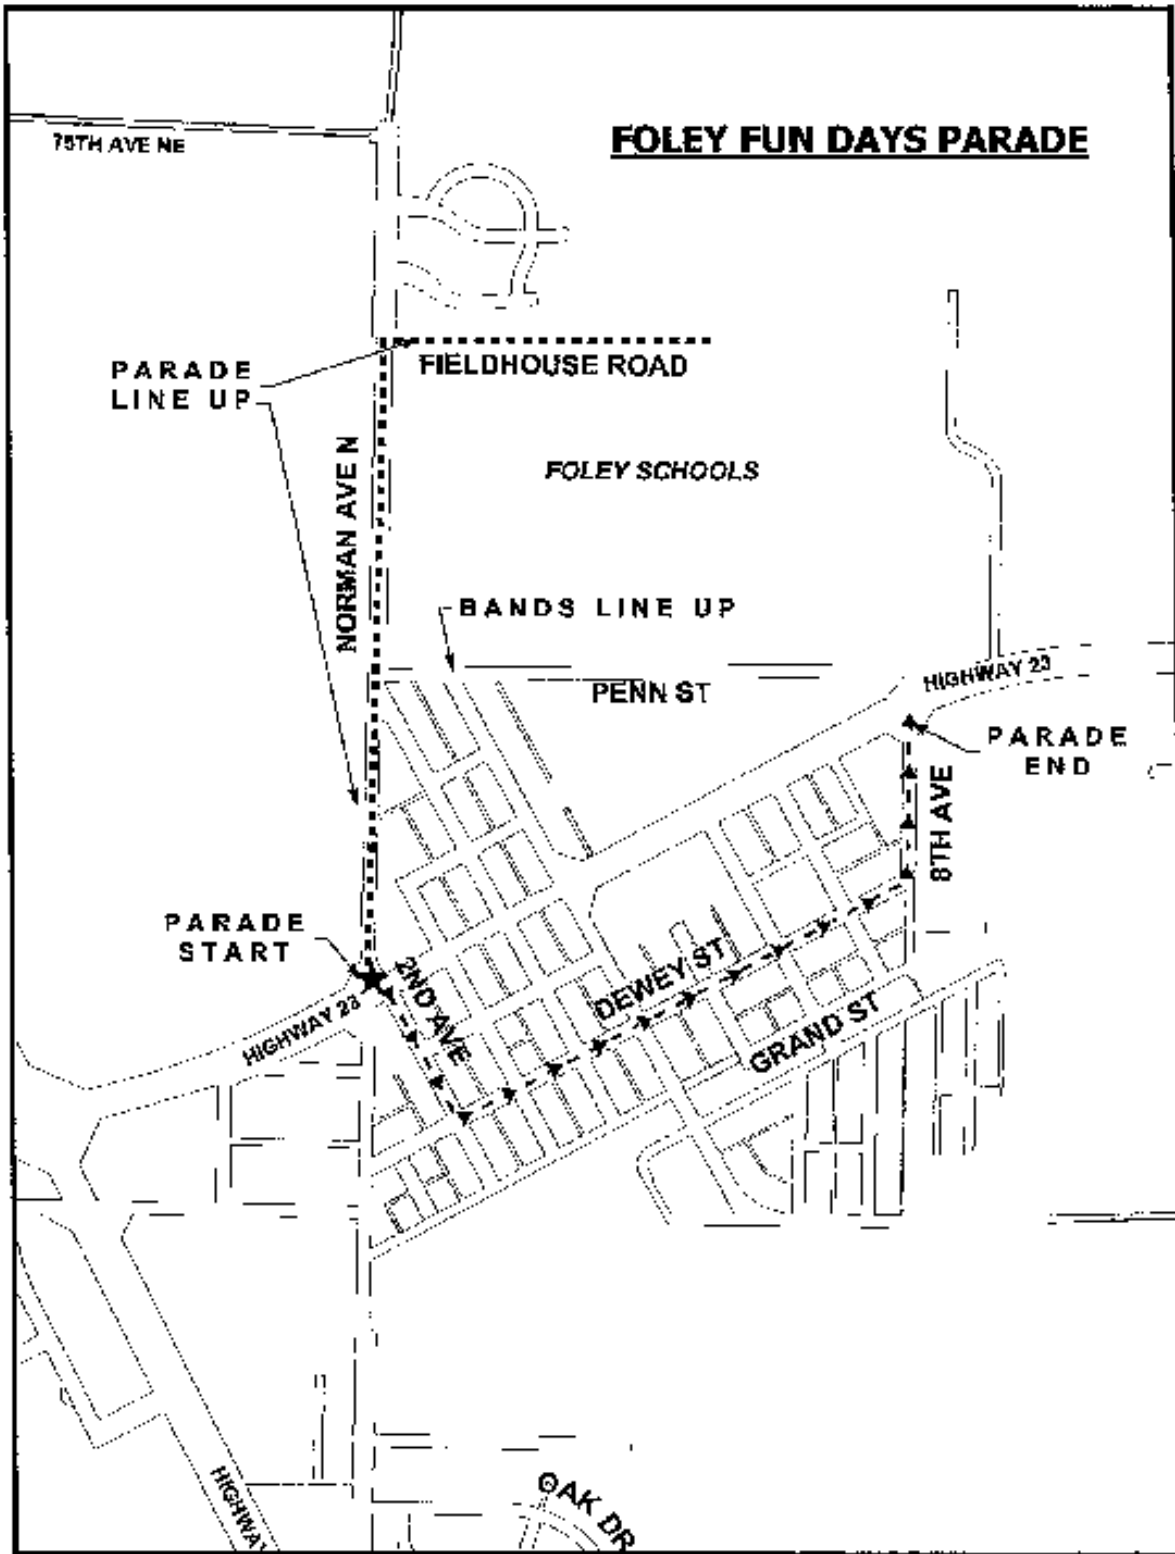 FOLEY FUN DAYS PARADE
75TH AVE NE
PARADE
LINE UP
FIELDHOUSE ROAD
NORMAN AVE N
FOLEY SCHOOLS
BANDS LINE UP
PENN ST
HIGHWAY 23
PARADE
END
8TH AVE
PARADE
START
2ND AVE
HIGHWAY 23
DEWEY ST
GRAND ST
HIGHWAY
OAK DR